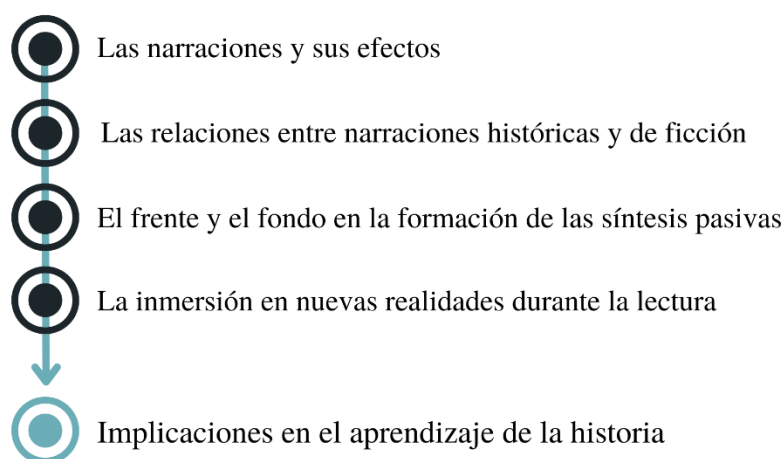 Las narraciones y sus efectos
Las relaciones entre narraciones históricas y de ficción
El frente y el fondo en la formación de las síntesis pasivas
La inmersión en nuevas realidades durante la lectura
Implicaciones en el aprendizaje de la historia